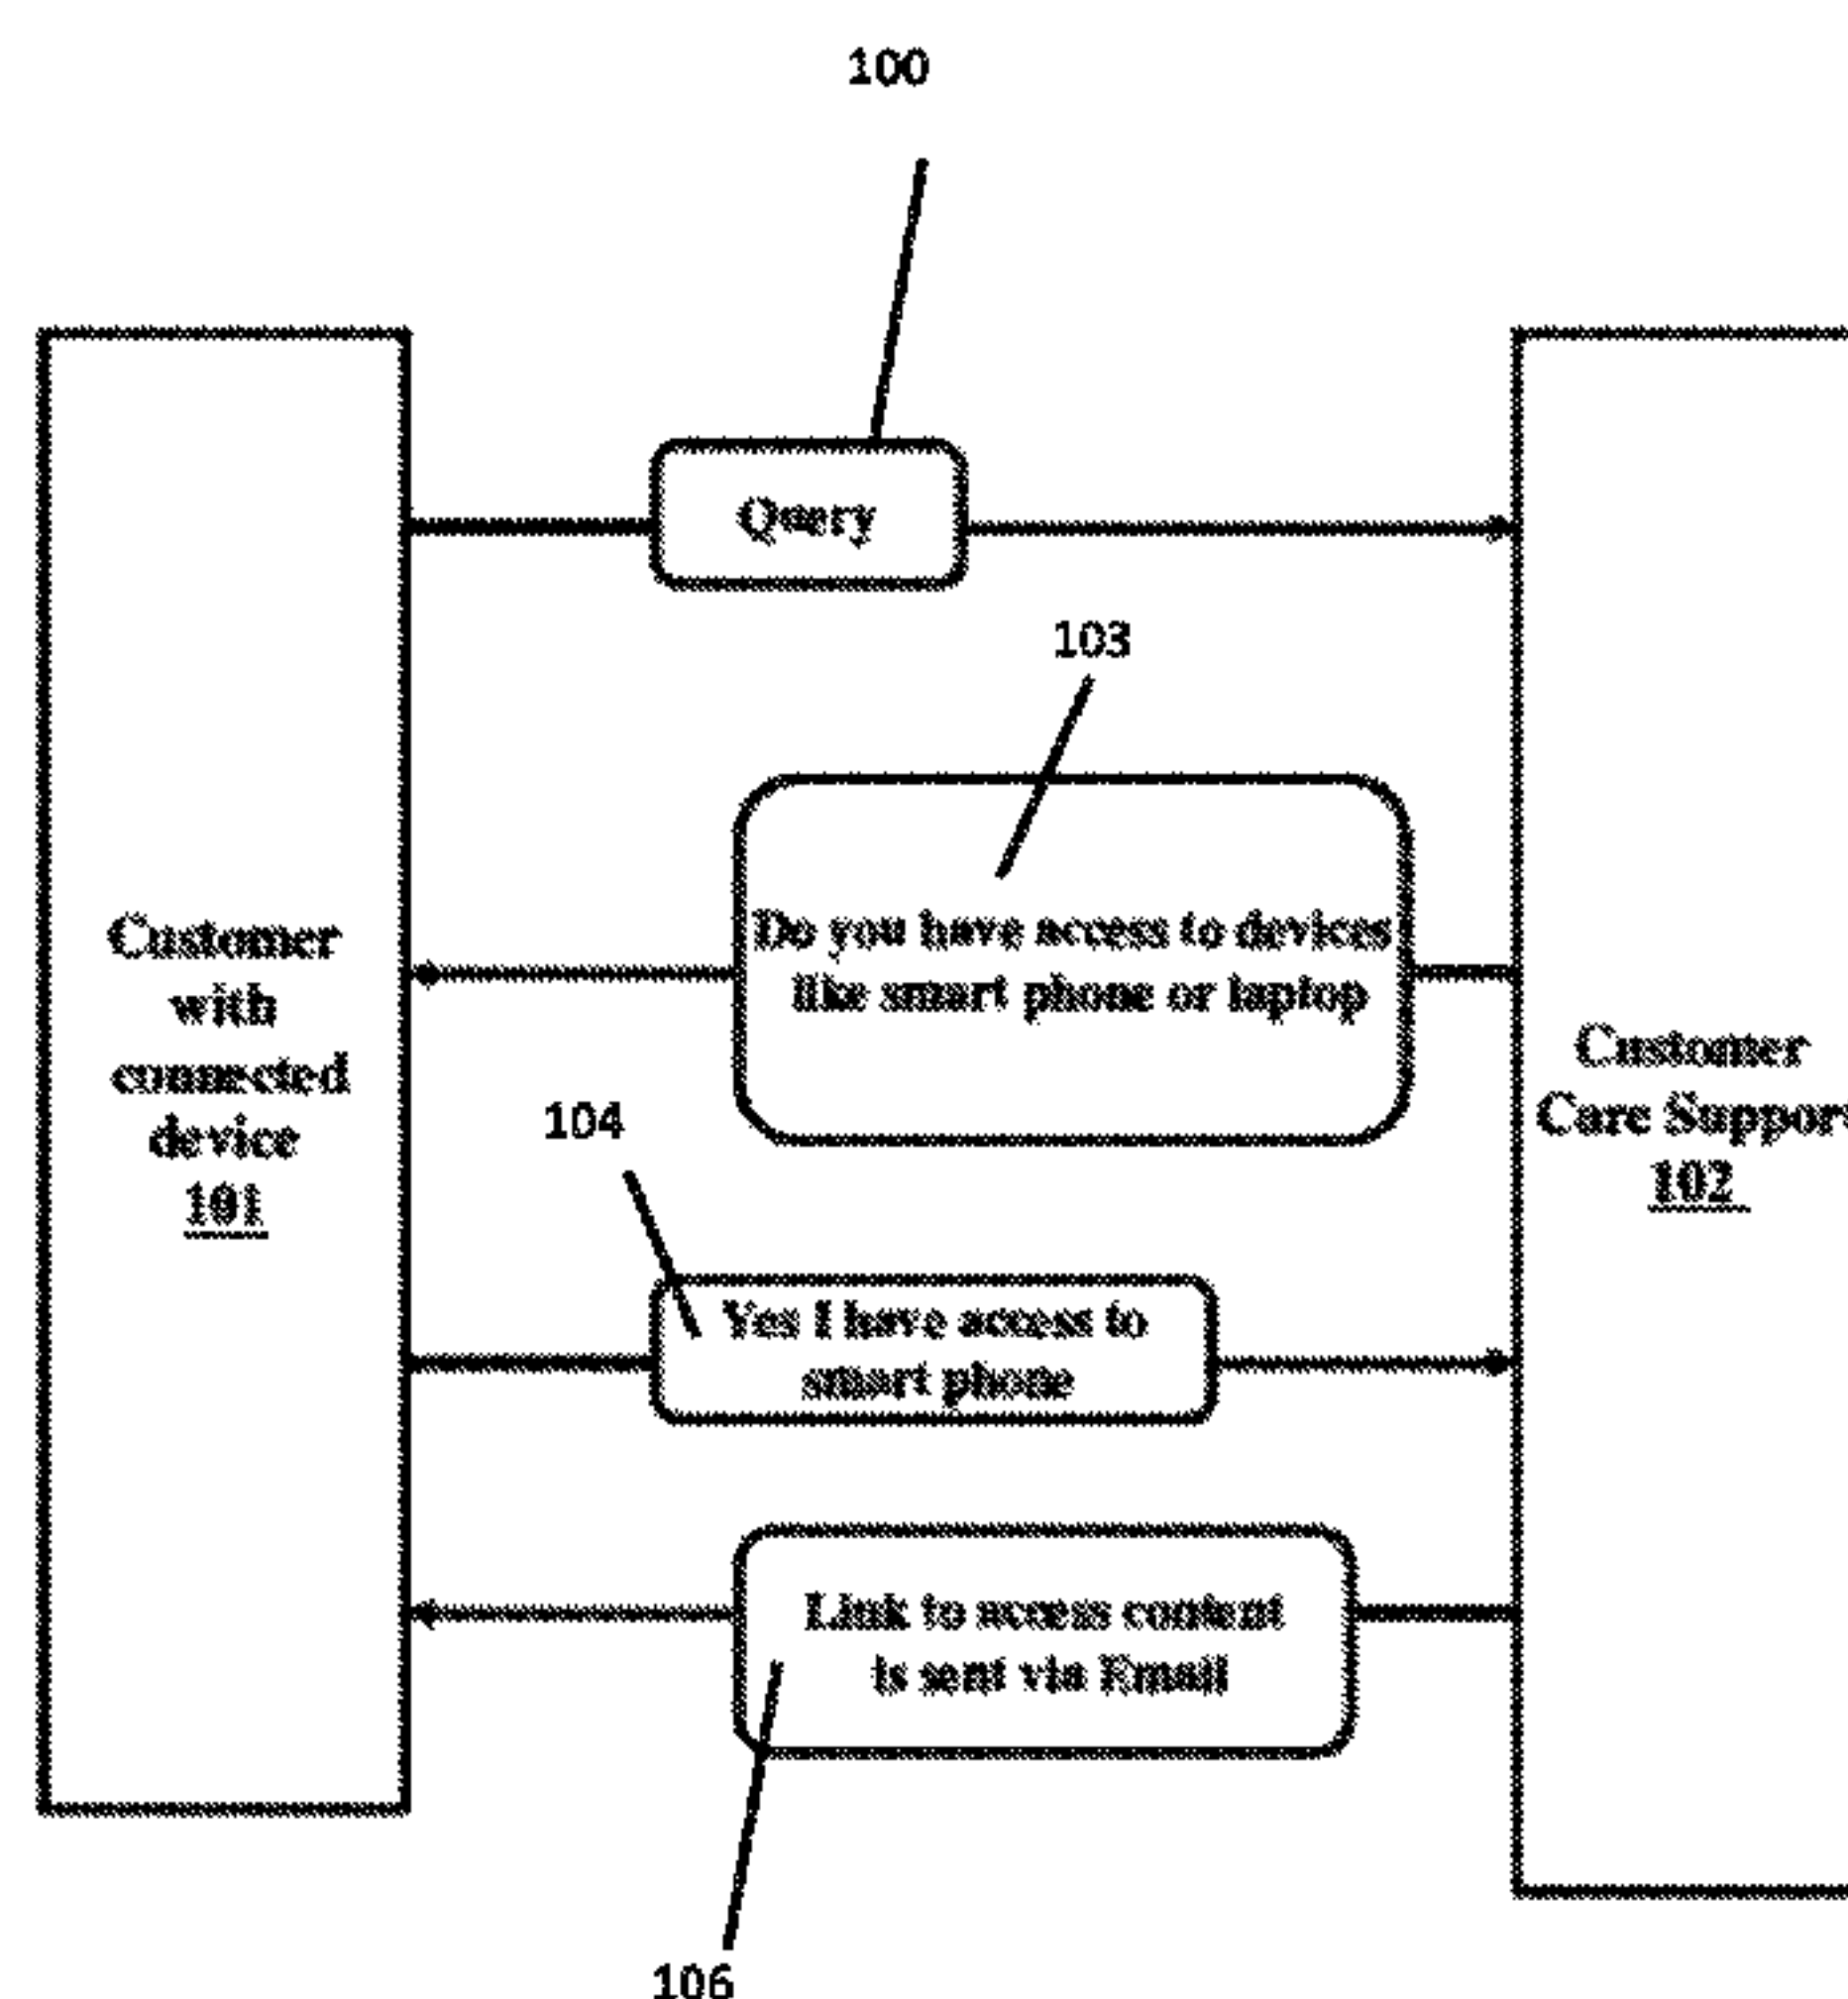 100
Query
103
Do you have access to devices
like smart phone or laptop
Customer
with
connected
device
101
104
Customer
Care Support
102
Yes I have access to
smart phone
Link to access content
is sent via Email
106